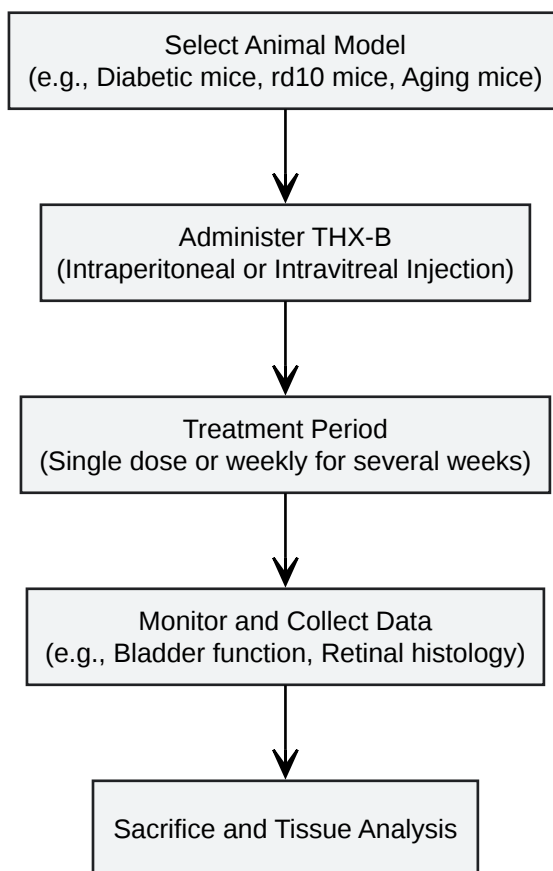 Select Animal Model
(e.g., Diabetic mice, rd10 mice, Aging mice)
Administer THX-B
(Intraperitoneal or Intravitreal Injection)
Treatment Period
(Single dose or weekly for several weeks)
Monitor and Collect Data
(e.g., Bladder function, Retinal histology)
Sacrifice and Tissue Analysis